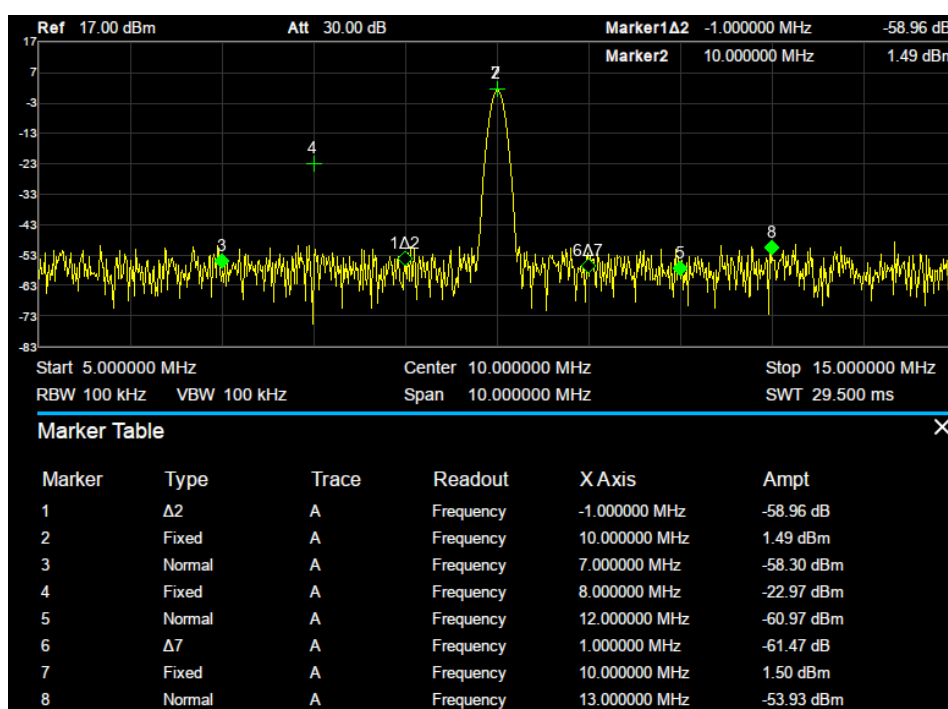 Ref 17.00 dBm Att 30.00 dB Marker1Δ2 -1.000000 MHz -58.96 dB
Marker2 10.000000 MHz 1.49 dBm
17
7
-3
-13
-23
-33
-43
-53
-63
-73
-83
4
3
1Δ2
6Δ7
5
8
Start 5.000000 MHz Center 10.000000 MHz Stop 15.000000 MHz
RBW 100 kHz VBW 100 kHz Span 10.000000 MHz SWT 29.500 ms
Marker Table
Marker Type Trace Readout X Axis Ampt
1 Δ2 A Frequency -1.000000 MHz -58.96 dB
2 Fixed A Frequency 10.000000 MHz 1.49 dBm
3 Normal A Frequency 7.000000 MHz -58.30 dBm
4 Fixed A Frequency 8.000000 MHz -22.97 dBm
5 Normal A Frequency 12.000000 MHz -60.97 dBm
6 Δ7 A Frequency 1.000000 MHz -61.47 dB
7 Fixed A Frequency 10.000000 MHz 1.50 dBm
8 Normal A Frequency 13.000000 MHz -53.93 dBm